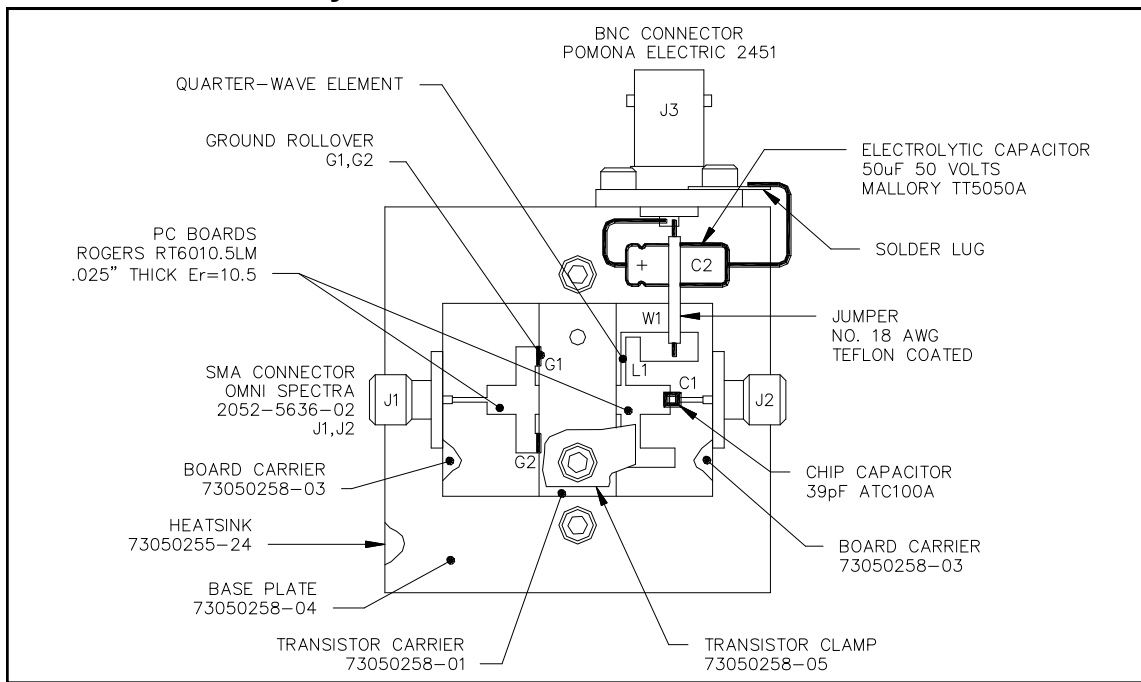 BNC CONNECTOR
POMONA ELECTRIC 2451
QUARTER-WAVE ELEMENT
J3
GROUND ROLLOVER
G1,G2
ELECTROLYTIC CAPACITOR
50uF 50 VOLTS
MALLORY TT5050A
PC BOARDS
ROGERS RT6010.5LM
.025" THICK Er=10.5
SOLDER LUG
+
C2
W1
JUMPER
NO. 18 AWG
TEFLON COATED
G1
L1
C1
SMA CONNECTOR
OMNI SPECTRA
2052-5636-02
J1,J2
J1
J2
G2
BOARD CARRIER
73050258-03
CHIP CAPACITOR
39pF ATC100A
HEATSINK
73050255-24
BOARD CARRIER
73050258-03
BASE PLATE
73050258-04
TRANSISTOR CARRIER
73050258-01
TRANSISTOR CLAMP
73050258-05